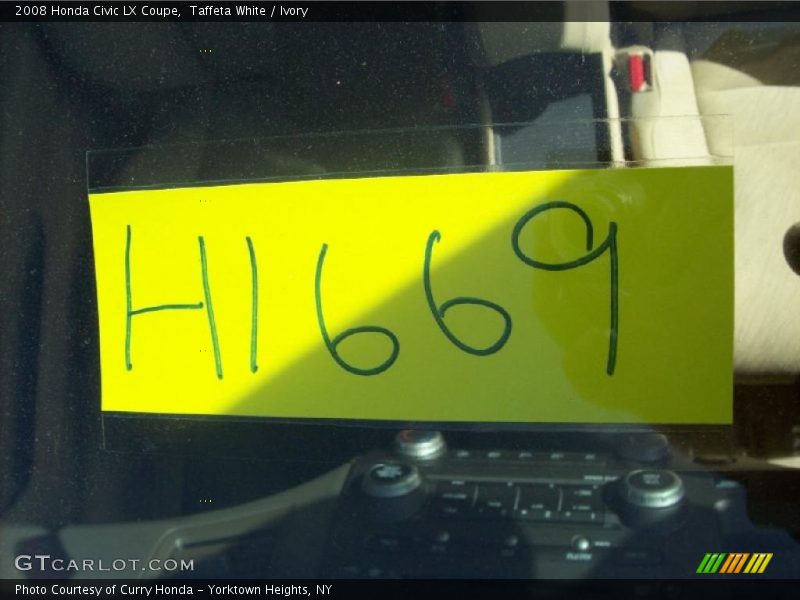 2008 Honda Civic LX Coupe,  Taffeta White / Ivory
H1669
GTCARLOT.COM
Photo Courtesy of Curry Honda - Yorktown Heights, NY